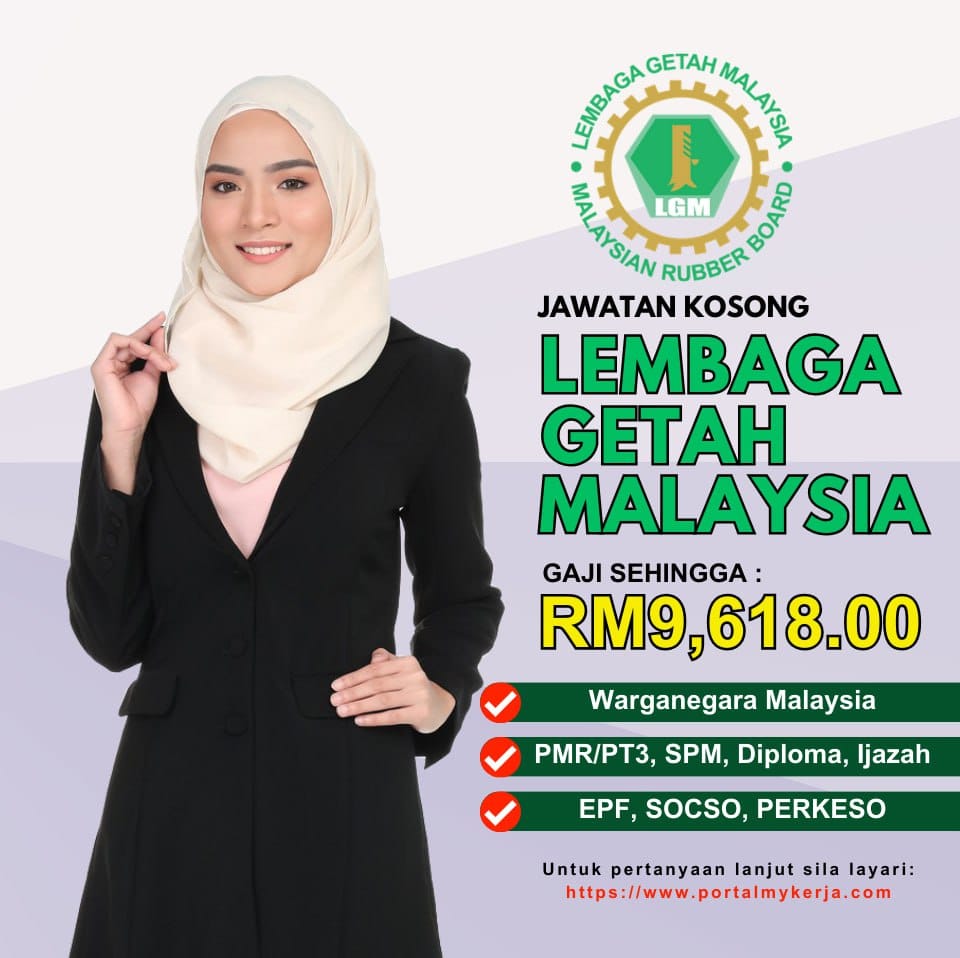 LEMBAGA GETAH MALAYSIA
MALAYSIAN RUBBER BOARD
LGM
JAWATAN KOSONG
LEMBAGA
GETAH
MALAYSIA
GAJI SEHINGGA :
RM9,618.00
Warganegara Malaysia
PMR/PT3, SPM, Diploma, Ijazah
EPF, SOCSO, PERKESO
Untuk pertanyaan lanjut sila layari:
https://www.portalmykerja.com